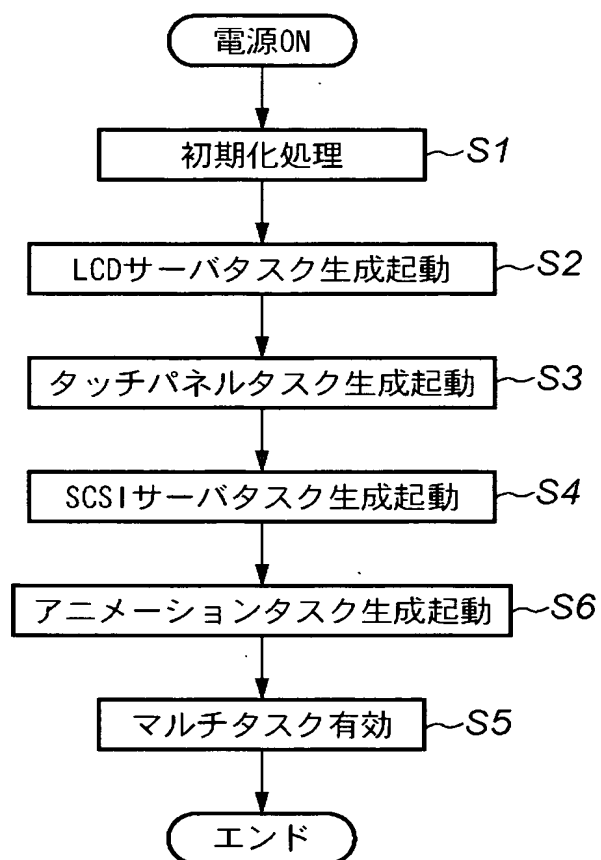 電源ON
初期化処理 S1
LCDサーバタスク生成起動 S2
タッチパネルタスク生成起動 S3
SCSIサーバタスク生成起動 S4
アニメーションタスク生成起動 S6
マルチタスク有効 S5
エンド